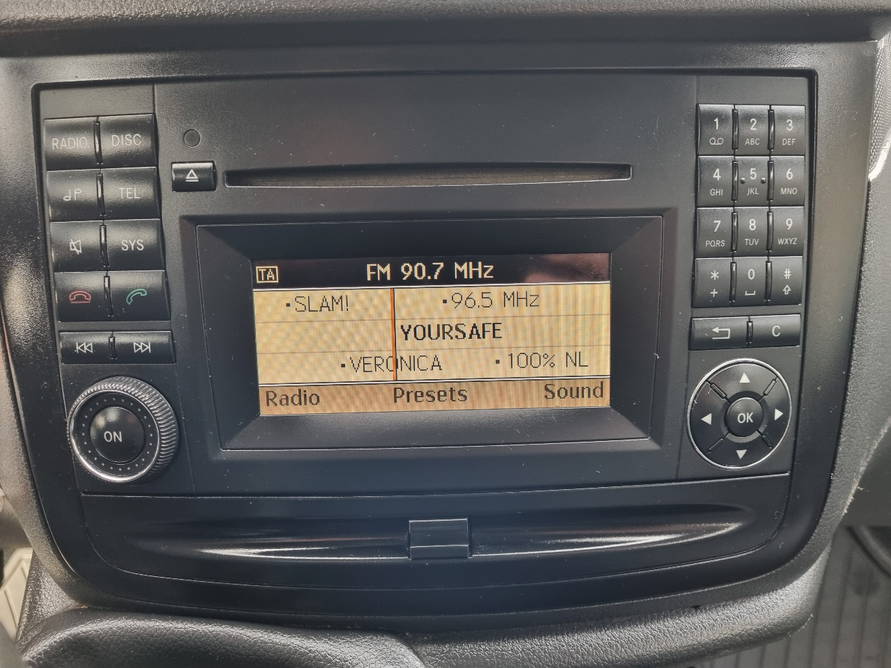 RADIO DISC
TEL
SYS
ON
TA FM 90.7 MHz
•SLAM! •96.5 MHz
YOURSAFE
•VERONICA •100% NL
Radio Presets Sound
1 2 ABC 3 DEF
4 GHI 5 JKL 6 MNO
7 PQRS 8 TUV 9 WXYZ
* + 0 #
C
OK